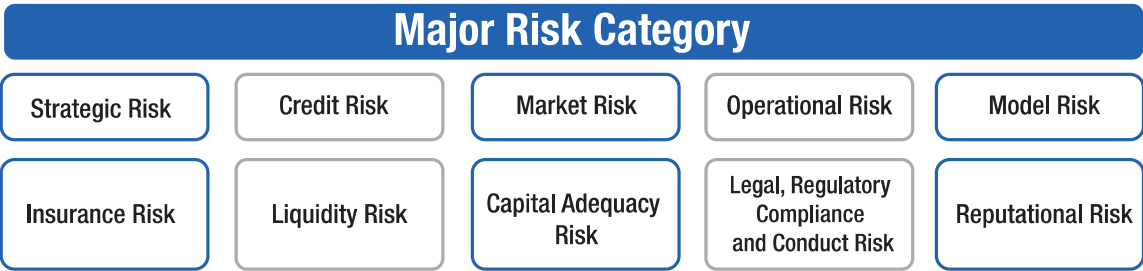 Major Risk Category
Strategic Risk
Credit Risk
Market Risk
Operational Risk
Model Risk
Insurance Risk
Liquidity Risk
Capital Adequacy
Risk
Legal, Regulatory
Compliance
and Conduct Risk
Reputational Risk